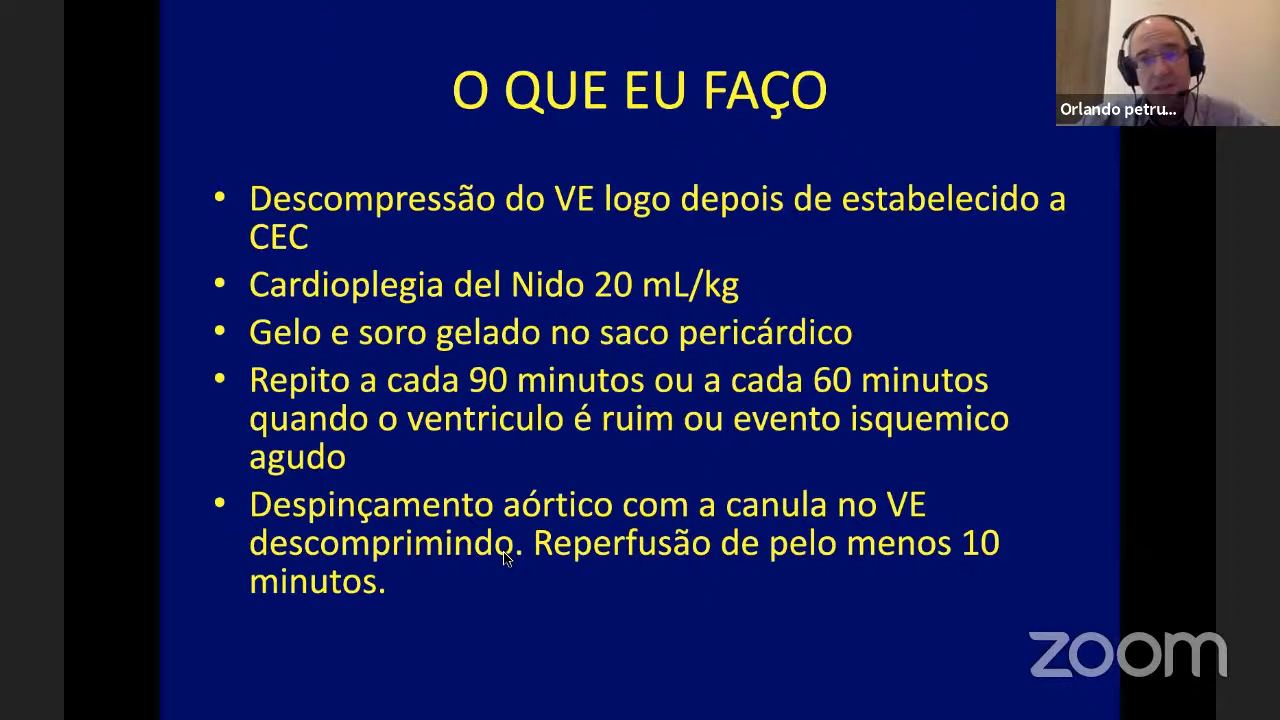 O QUE EU FAÇO
Orlando petru...
• Descompressão do VE logo depois de estabelecido a
CEC
• Cardioplegia del Nido 20 mL/kg
• Gelo e soro gelado no saco pericárdico
• Repito a cada 90 minutos ou a cada 60 minutos
quando o ventriculo é ruim ou evento isquemico
agudo
• Despinçamento aórtico com a canula no VE
descomprimindo. Reperfusão de pelo menos 10
minutos.
zoom